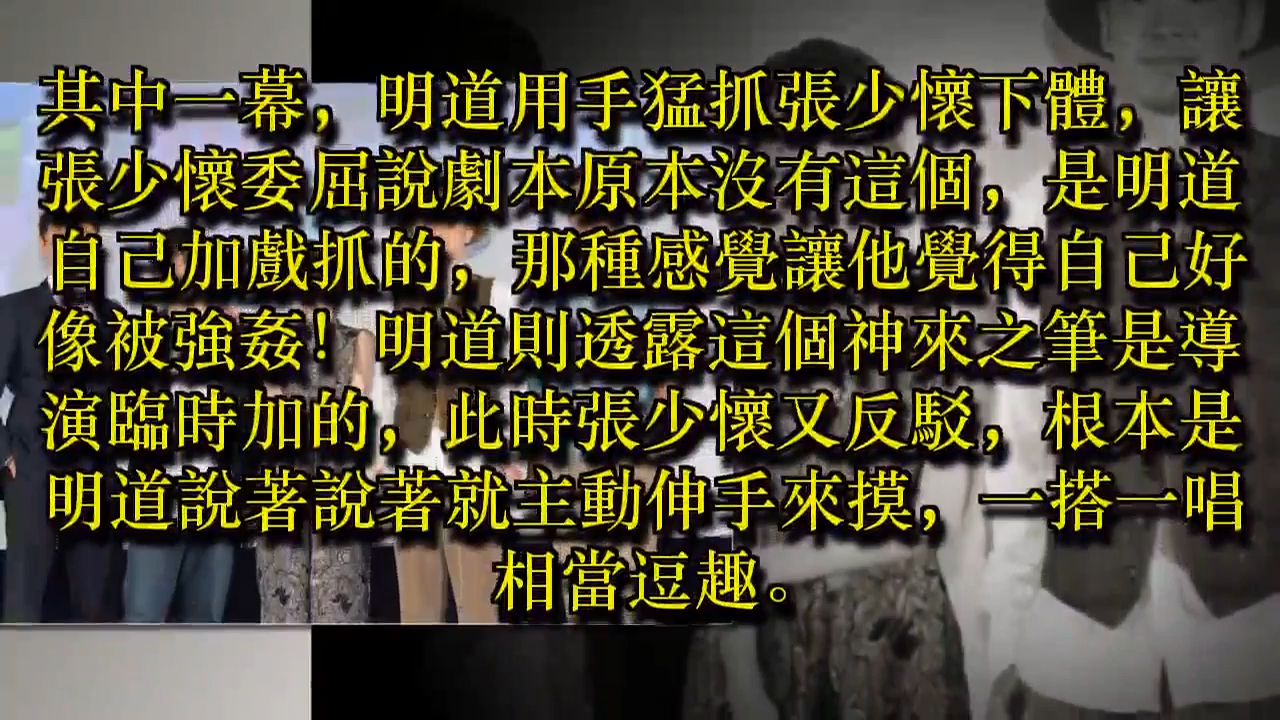 其中一幕，明道用手猛抓張少懷下體，讓
張少懷委屈說劇本原本沒有這個，是明道
自己加戲抓的，那種感覺讓他覺得自己好
像被強姦！明道則透露這個神來之筆是導
演臨時加的，此時張少懷又反駁，根本是
明道說著說著就主動伸手來摸，一搭一唱
相當逗趣。